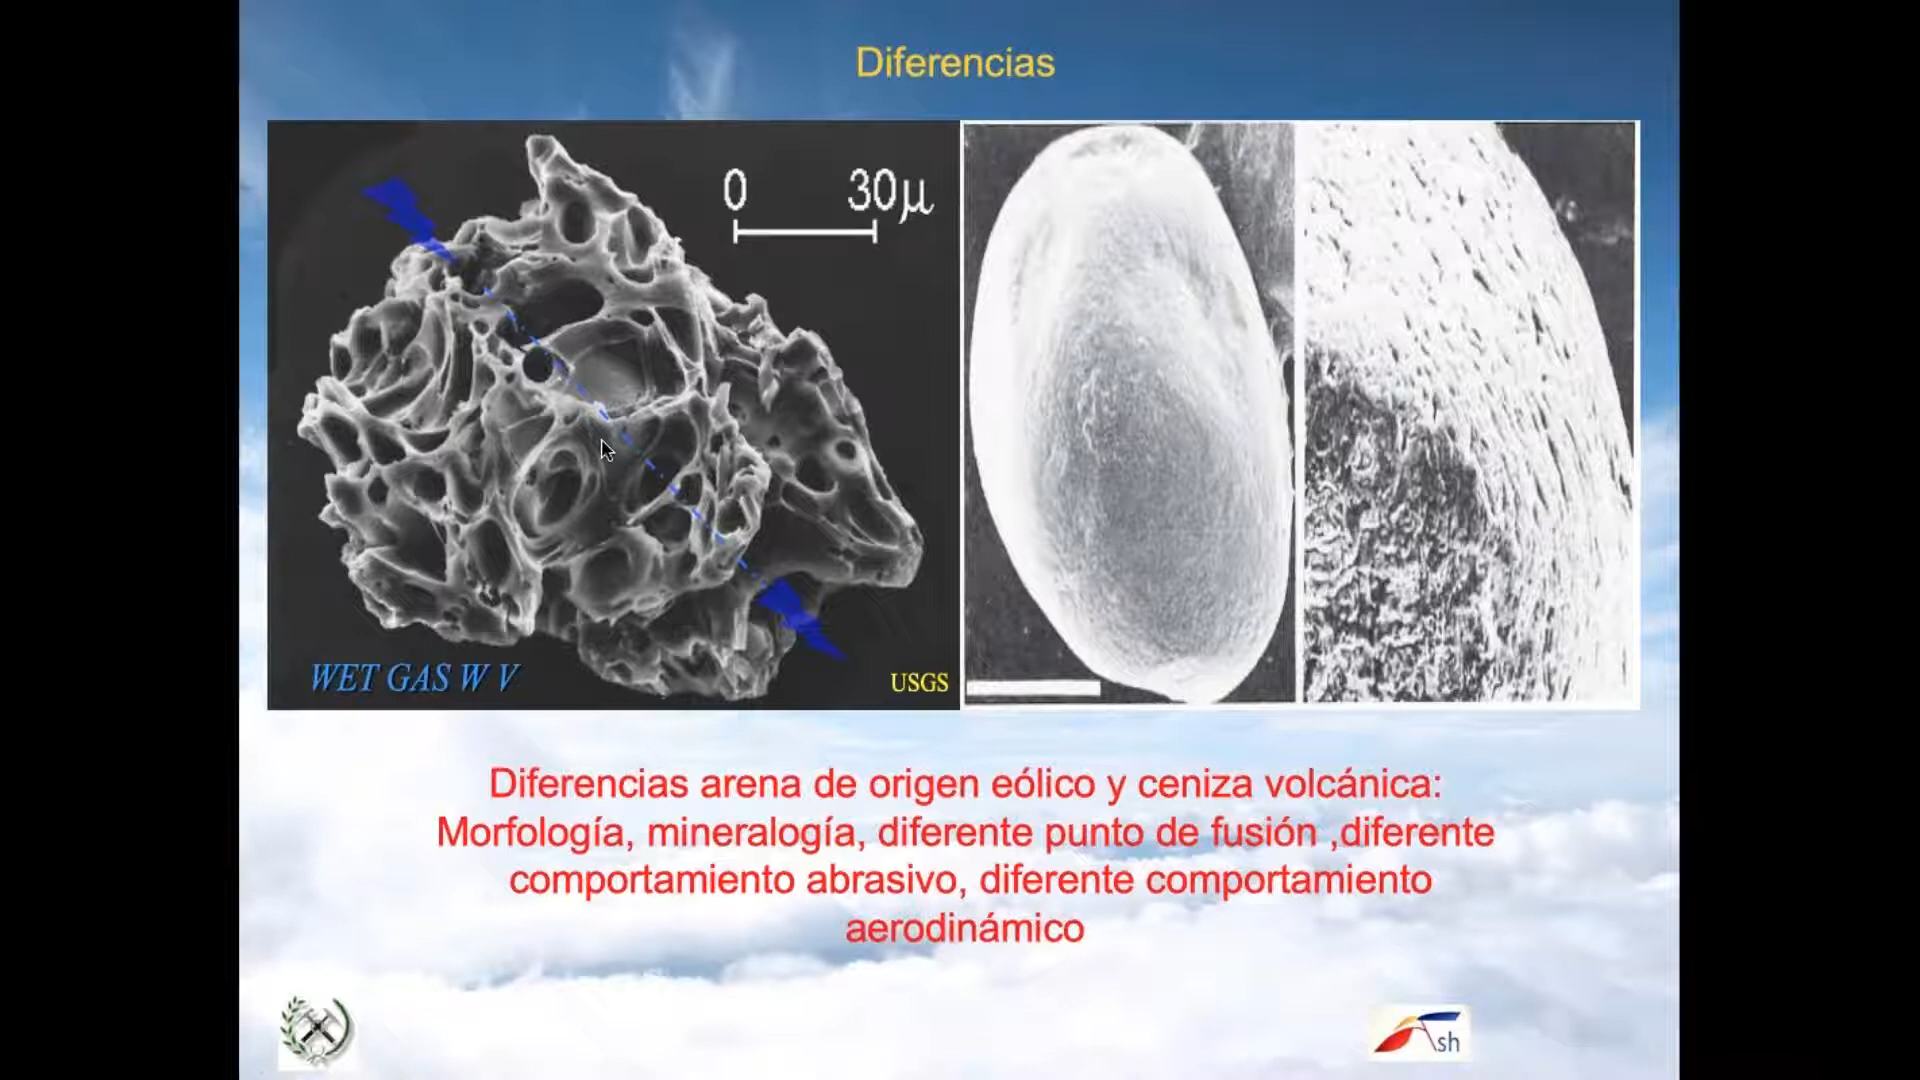 Diferencias
0 30µ
WET GAS W V
USGS
Diferencias arena de origen eólico y ceniza volcánica:
Morfología, mineralogía, diferente punto de fusión ,diferente
comportamiento abrasivo, diferente comportamiento
aerodinámico
Ash